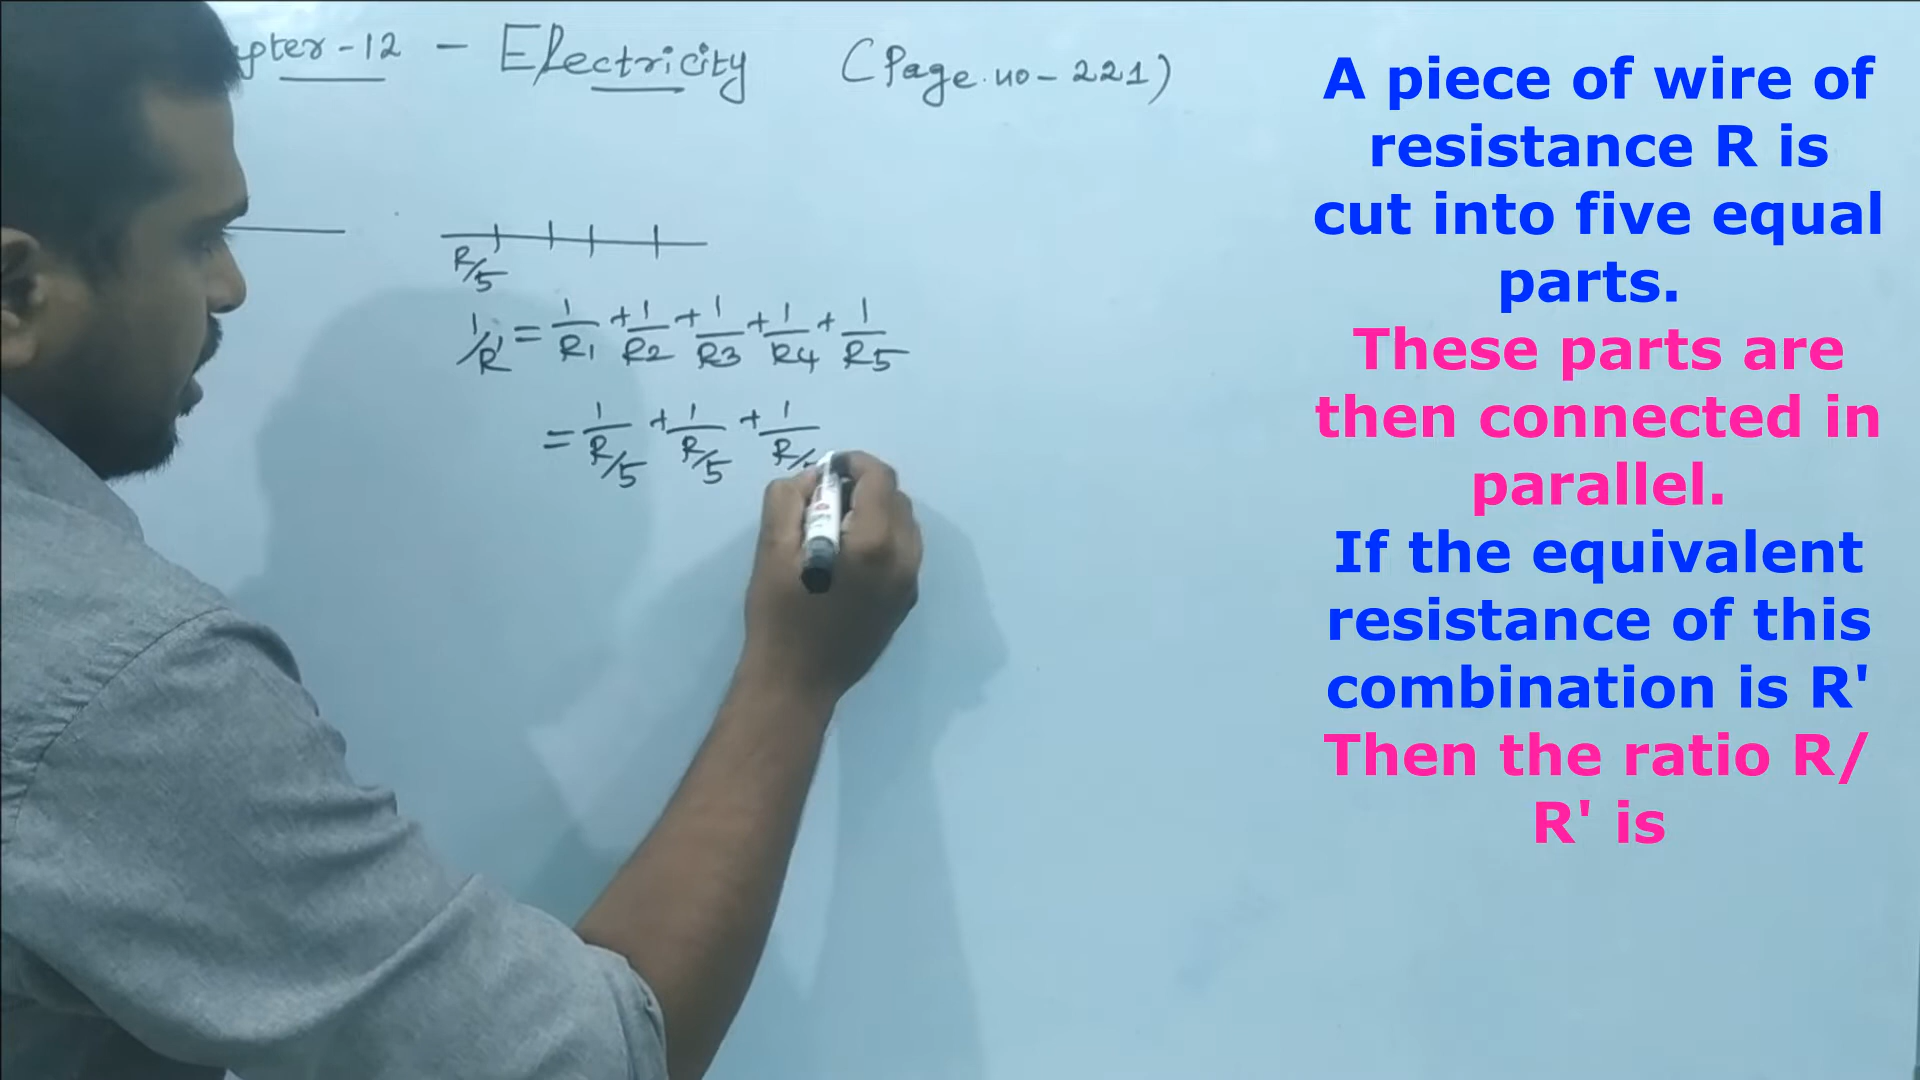 pter-12 - Electricity (Page.no-221)
R/5
1/R' = 1/R1 + 1/R2 + 1/R3 + 1/R4 + 1/R5
= 1/R/5 + 1/R/5 + 1/R/
A piece of wire of
resistance R is
cut into five equal
parts.
These parts are
then connected in
parallel.
If the equivalent
resistance of this
combination is R'
Then the ratio R/
R' is